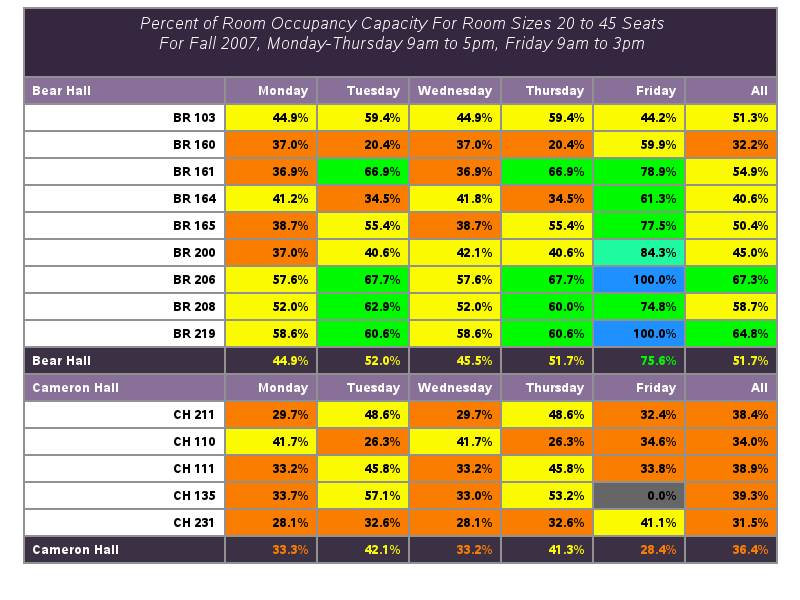 Percent of Room Occupancy Capacity For Room Sizes 20 to 45 Seats
For Fall 2007, Monday-Thursday 9am to 5pm, Friday 9am to 3pm
Bear Hall Monday Tuesday Wednesday Thursday Friday All
BR 103 44.9% 59.4% 44.9% 59.4% 44.2% 51.3%
BR 160 37.0% 20.4% 37.0% 20.4% 59.9% 32.2%
BR 161 36.9% 66.9% 36.9% 66.9% 78.9% 54.9%
BR 164 41.2% 34.5% 41.8% 34.5% 61.3% 40.6%
BR 165 38.7% 55.4% 38.7% 55.4% 77.5% 50.4%
BR 200 37.0% 40.6% 42.1% 40.6% 84.3% 45.0%
BR 206 57.6% 67.7% 57.6% 67.7% 100.0% 67.3%
BR 208 52.0% 62.9% 52.0% 60.0% 74.8% 58.7%
BR 219 58.6% 60.6% 58.6% 60.6% 100.0% 64.8%
Bear Hall 44.9% 52.0% 45.5% 51.7% 75.6% 51.7%
Cameron Hall Monday Tuesday Wednesday Thursday Friday All
CH 211 29.7% 48.6% 29.7% 48.6% 32.4% 38.4%
CH 110 41.7% 26.3% 41.7% 26.3% 34.6% 34.0%
CH 111 33.2% 45.8% 33.2% 45.8% 33.8% 38.9%
CH 135 33.7% 57.1% 33.0% 53.2% 0.0% 39.3%
CH 231 28.1% 32.6% 28.1% 32.6% 41.1% 31.5%
Cameron Hall 33.3% 42.1% 33.2% 41.3% 28.4% 36.4%